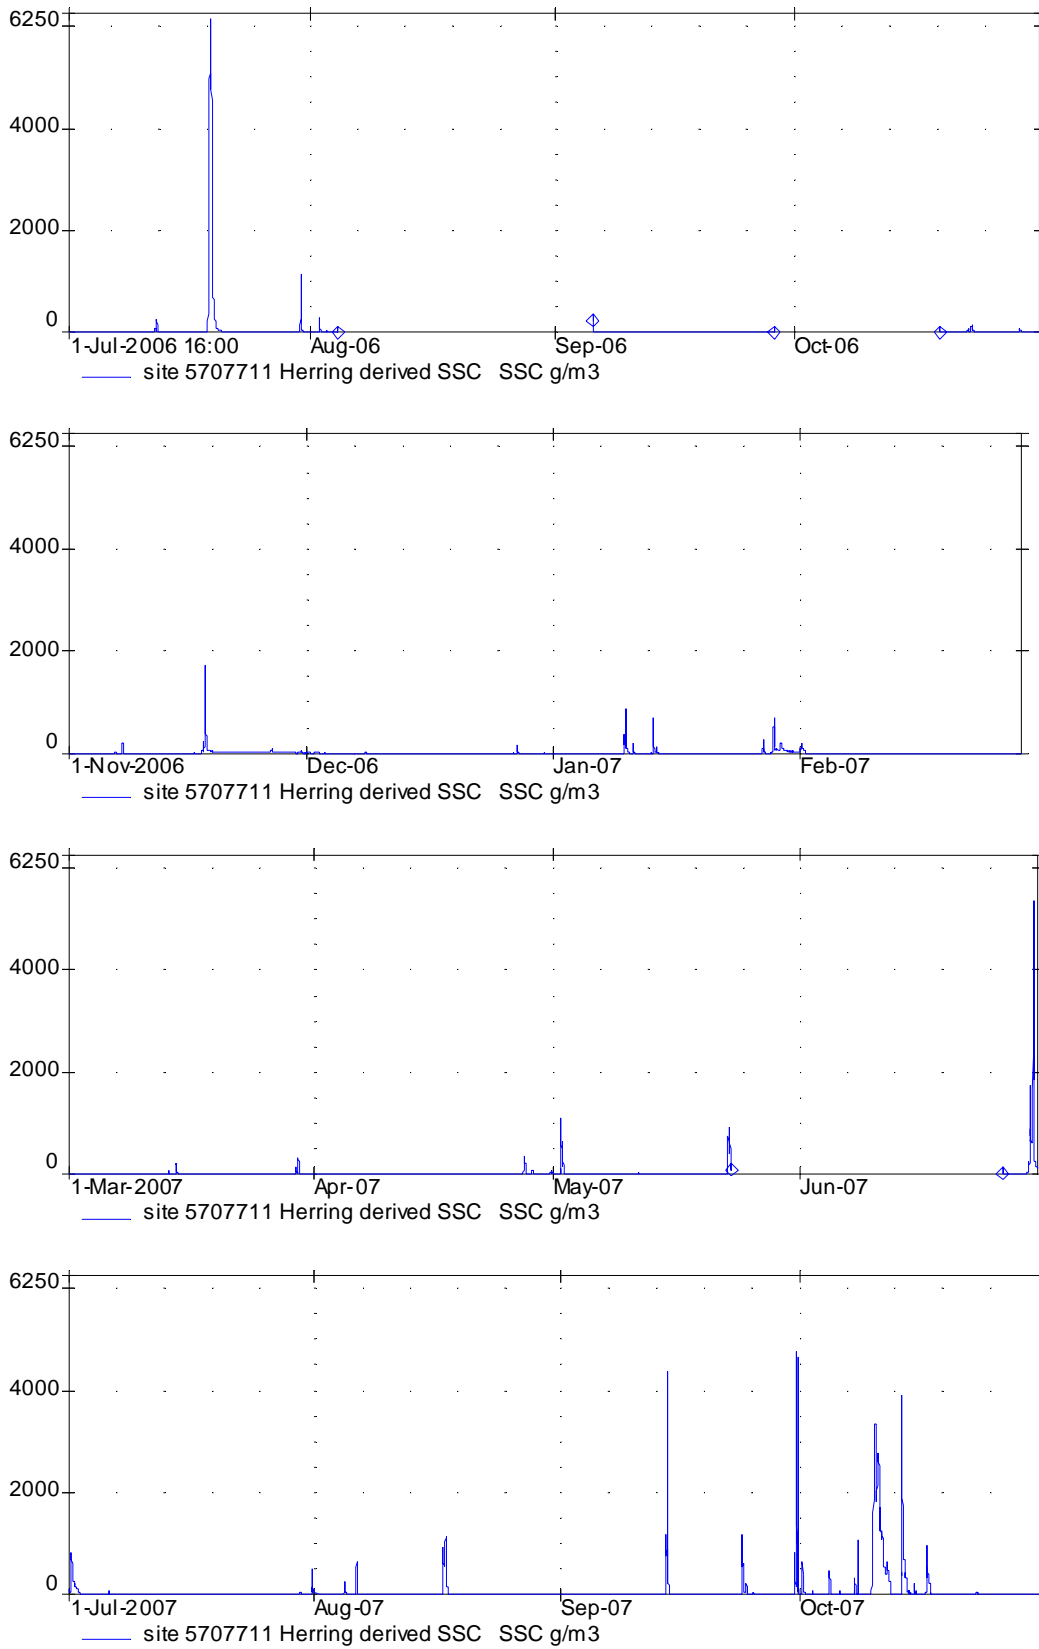 6250
4000
2000
0
1-Jul-2006 16:00 Aug-06 Sep-06 Oct-06
site 5707711 Herring derived SSC SSC g/m3
6250
4000
2000
0
1-Nov-2006 Dec-06 Jan-07 Feb-07
site 5707711 Herring derived SSC SSC g/m3
6250
4000
2000
0
1-Mar-2007 Apr-07 May-07 Jun-07
site 5707711 Herring derived SSC SSC g/m3
6250
4000
2000
0
1-Jul-2007 Aug-07 Sep-07 Oct-07
site 5707711 Herring derived SSC SSC g/m3